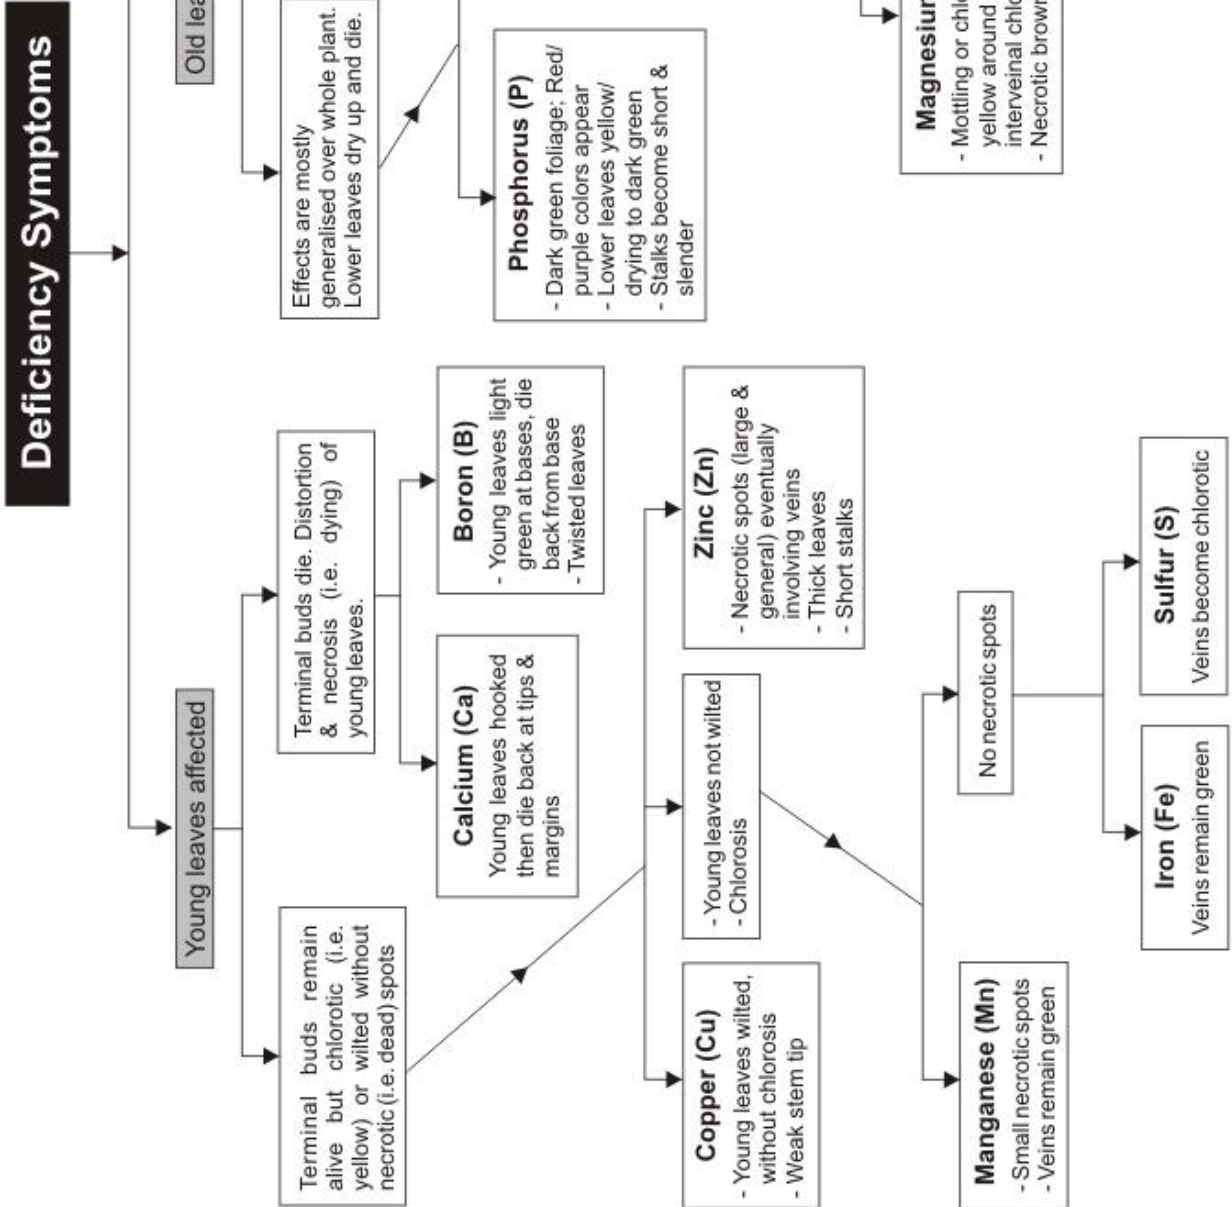 Deficiency Symptoms
Young leaves affected
Old
Terminal buds remain
alive but chlorotic (i.e.
yellow) or wilted without
necrotic (i.e. dead) spots
Terminal buds die. Distortion
& necrosis (i.e. dying) of
young leaves.
Effects are mostly
generalised over whole plant.
Lower leaves dry up and die.
Calcium (Ca)
Young leaves hooked
then die back at tips &
margins
Boron (B)
- Young leaves light
green at bases, die
back from base
- Twisted leaves
Phosphorus (P)
- Dark green foliage; Red/
purple colors appear
- Lower leaves yellow/
drying to dark green
- Stalks become short &
slender
Copper (Cu)
- Young leaves wilted,
without chlorosis
- Weak stem tip
- Young leaves not wilted
- Chlorosis
Zinc (Zn)
- Necrotic spots (large &
general) eventually
involving veins
- Thick leaves
- Short stalks
- Mottling or
yellow around
interveinal
- Necrotic brown
Manganese (Mn)
- Small necrotic spots
- Veins remain green
No necrotic spots
Iron (Fe)
Veins remain green
Sulfur (S)
Veins become chlorotic